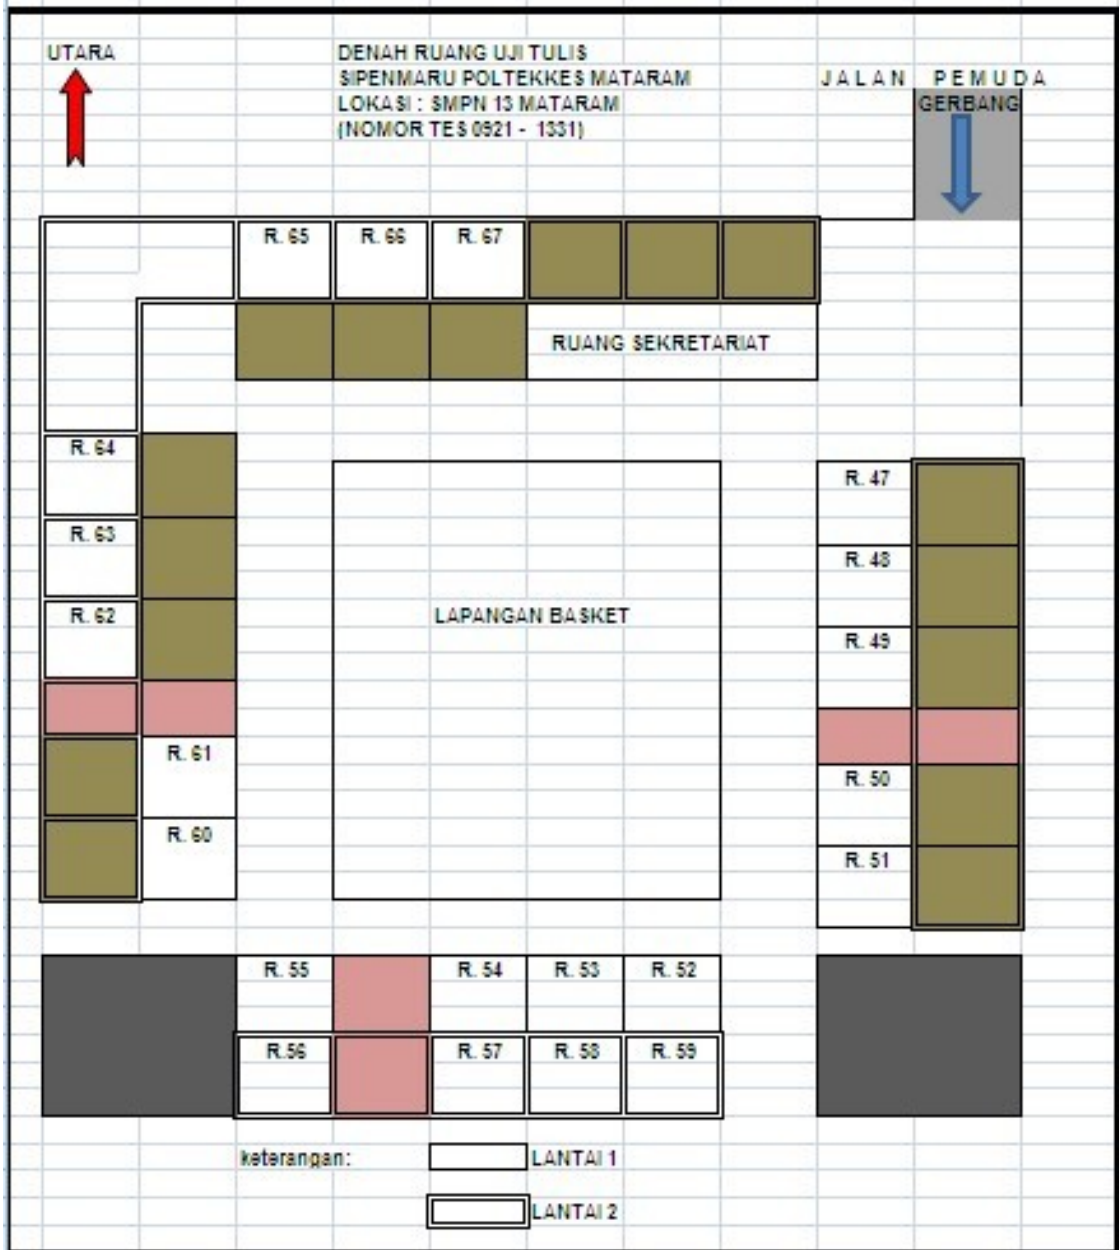 UTARA
DENAH RUANG UJI TULIS
SIPENMARU POLTEKKES MATARAM
LOKASI : SMPN 13 MATARAM
(NOMOR TES 0921 - 1331)
JALAN PEMUDA
GERBANG
R. 65 R. 66 R. 67
RUANG SEKRETARIAT
R. 64
R. 63
R. 62
R. 61
R. 60
LAPANGAN BASKET
R. 47
R. 48
R. 49
R. 50
R. 51
R. 55 R. 54 R. 53 R. 52
R.56 R. 57 R. 58 R. 59
keterangan:
LANTAI 1
LANTAI 2